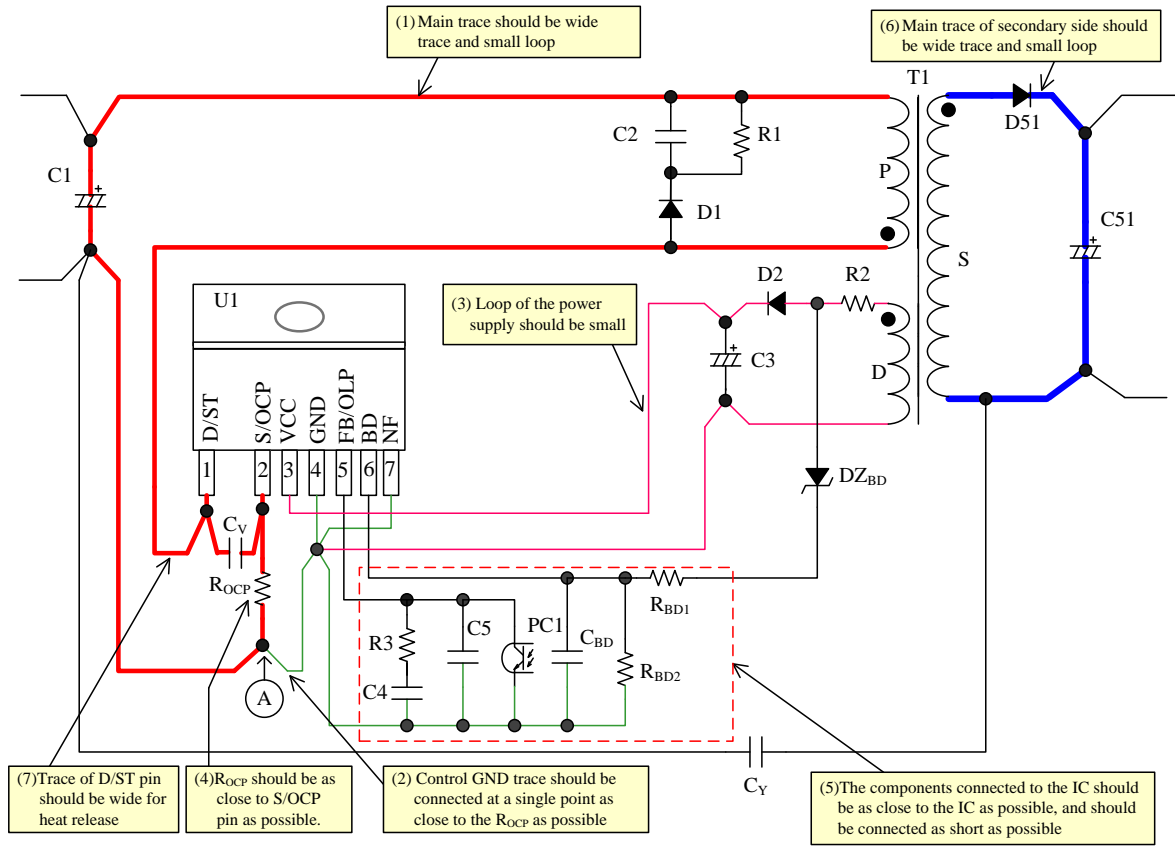 (1) Main trace should be wide
trace and small loop
(6) Main trace of secondary side should
be wide trace and small loop
T1
D51
C2
R1
P
C1
D1
C51
S
U1
D2
R2
(3) Loop of the power
supply should be small
C3
D
D/ST
S/OCP
VCC
GND
FB/OLP
BD
NF
1
2
3
4
5
6
7
DZBD
CV
ROCP
RBD1
R3
C5
PC1
CBD
RBD2
C4
A
CY
(7)Trace of D/ST pin
should be wide for
heat release
(4)ROCP should be as
close to S/OCP
pin as possible.
(2) Control GND trace should be
connected at a single point as
close to the ROCP as possible
(5)The components connected to the IC should
be as close to the IC as possible, and should
be connected as short as possible